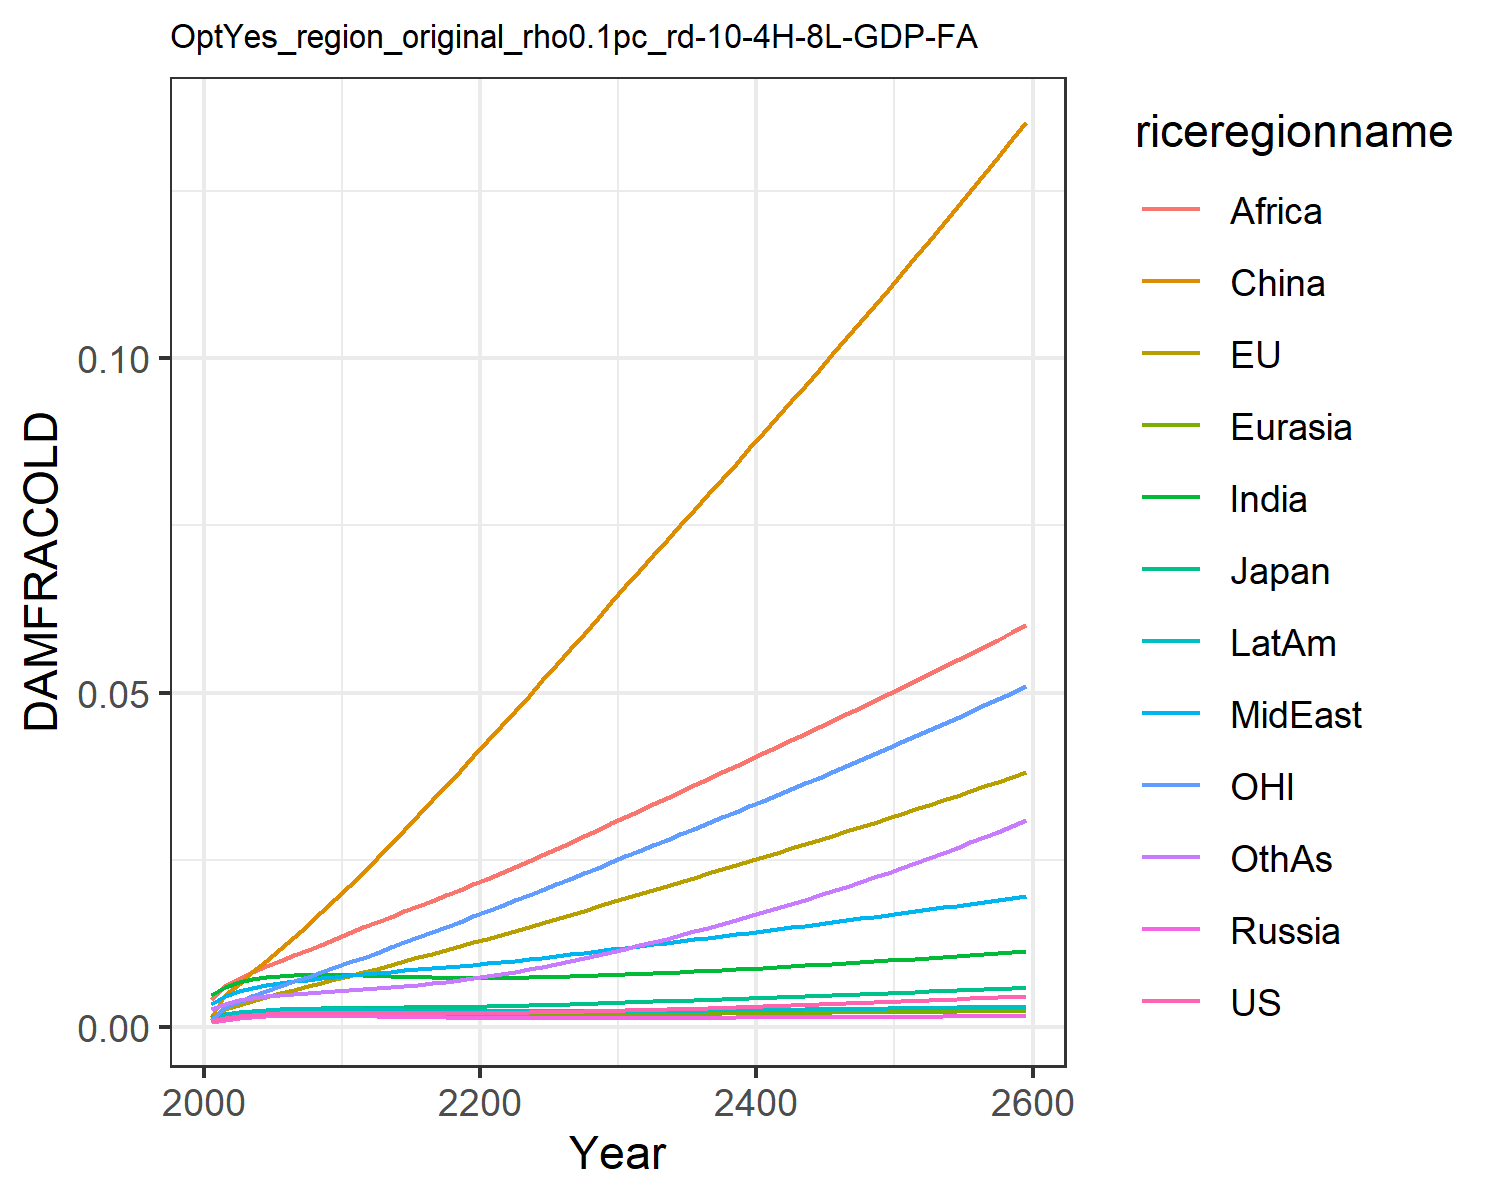 OptYes_region_original_rho0.1pc_rd-10-4H-8L-GDP-FA
DAMFRACOLD
0.10
0.05
0.00
2000
2200
2400
2600
Year
riceregionname
Africa
China
EU
Eurasia
India
Japan
LatAm
MidEast
OHI
OthAs
Russia
US